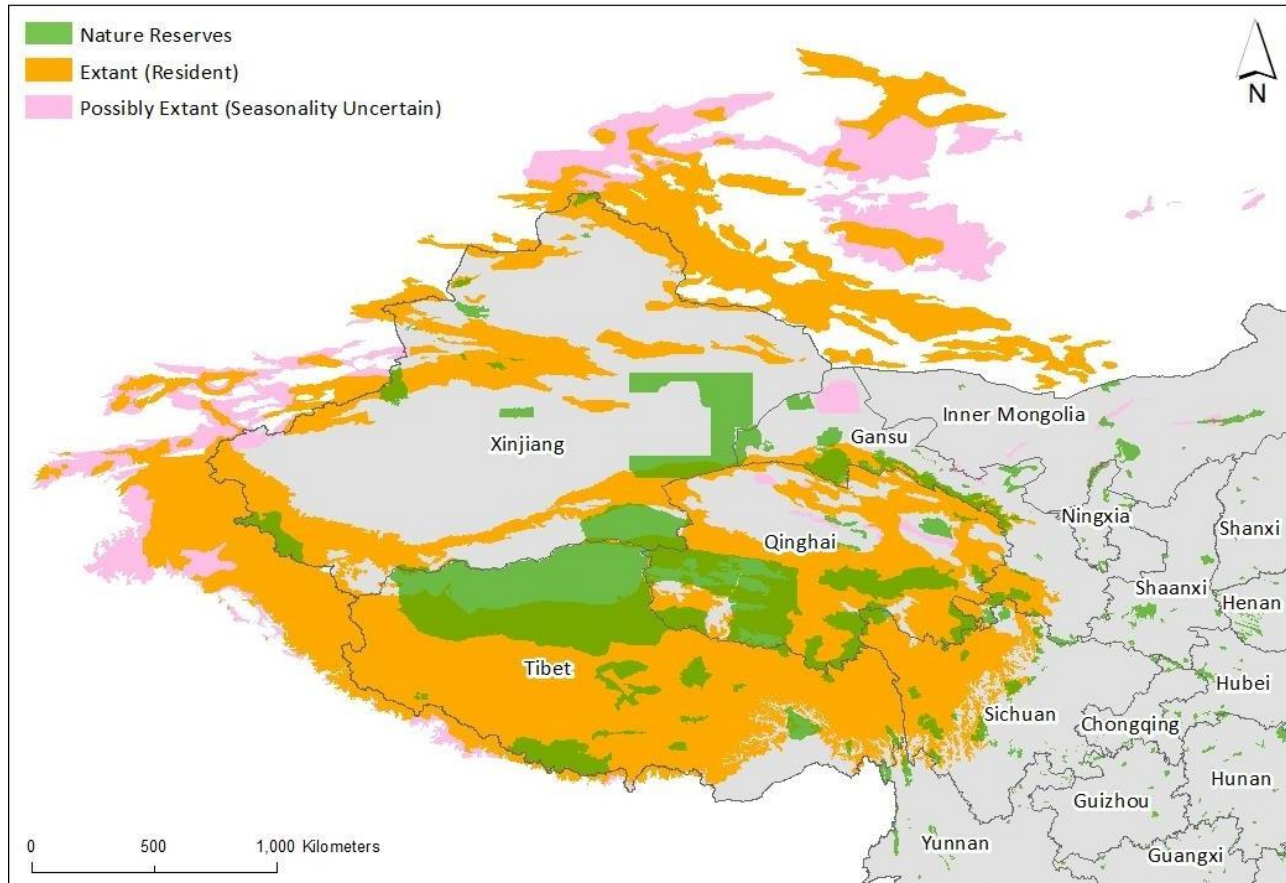 Nature Reserves
Extant (Resident)
Possibly Extant (Seasonality Uncertain)
N
Inner Mongolia
Gansu
Xinjiang
Ningxia
Shanxi
Qinghai
Shaanxi
Henan
Tibet
Hubei
Sichuan
Chongqing
Hunan
Guizhou
Yunnan
Guangxi
0 500 1,000 Kilometers